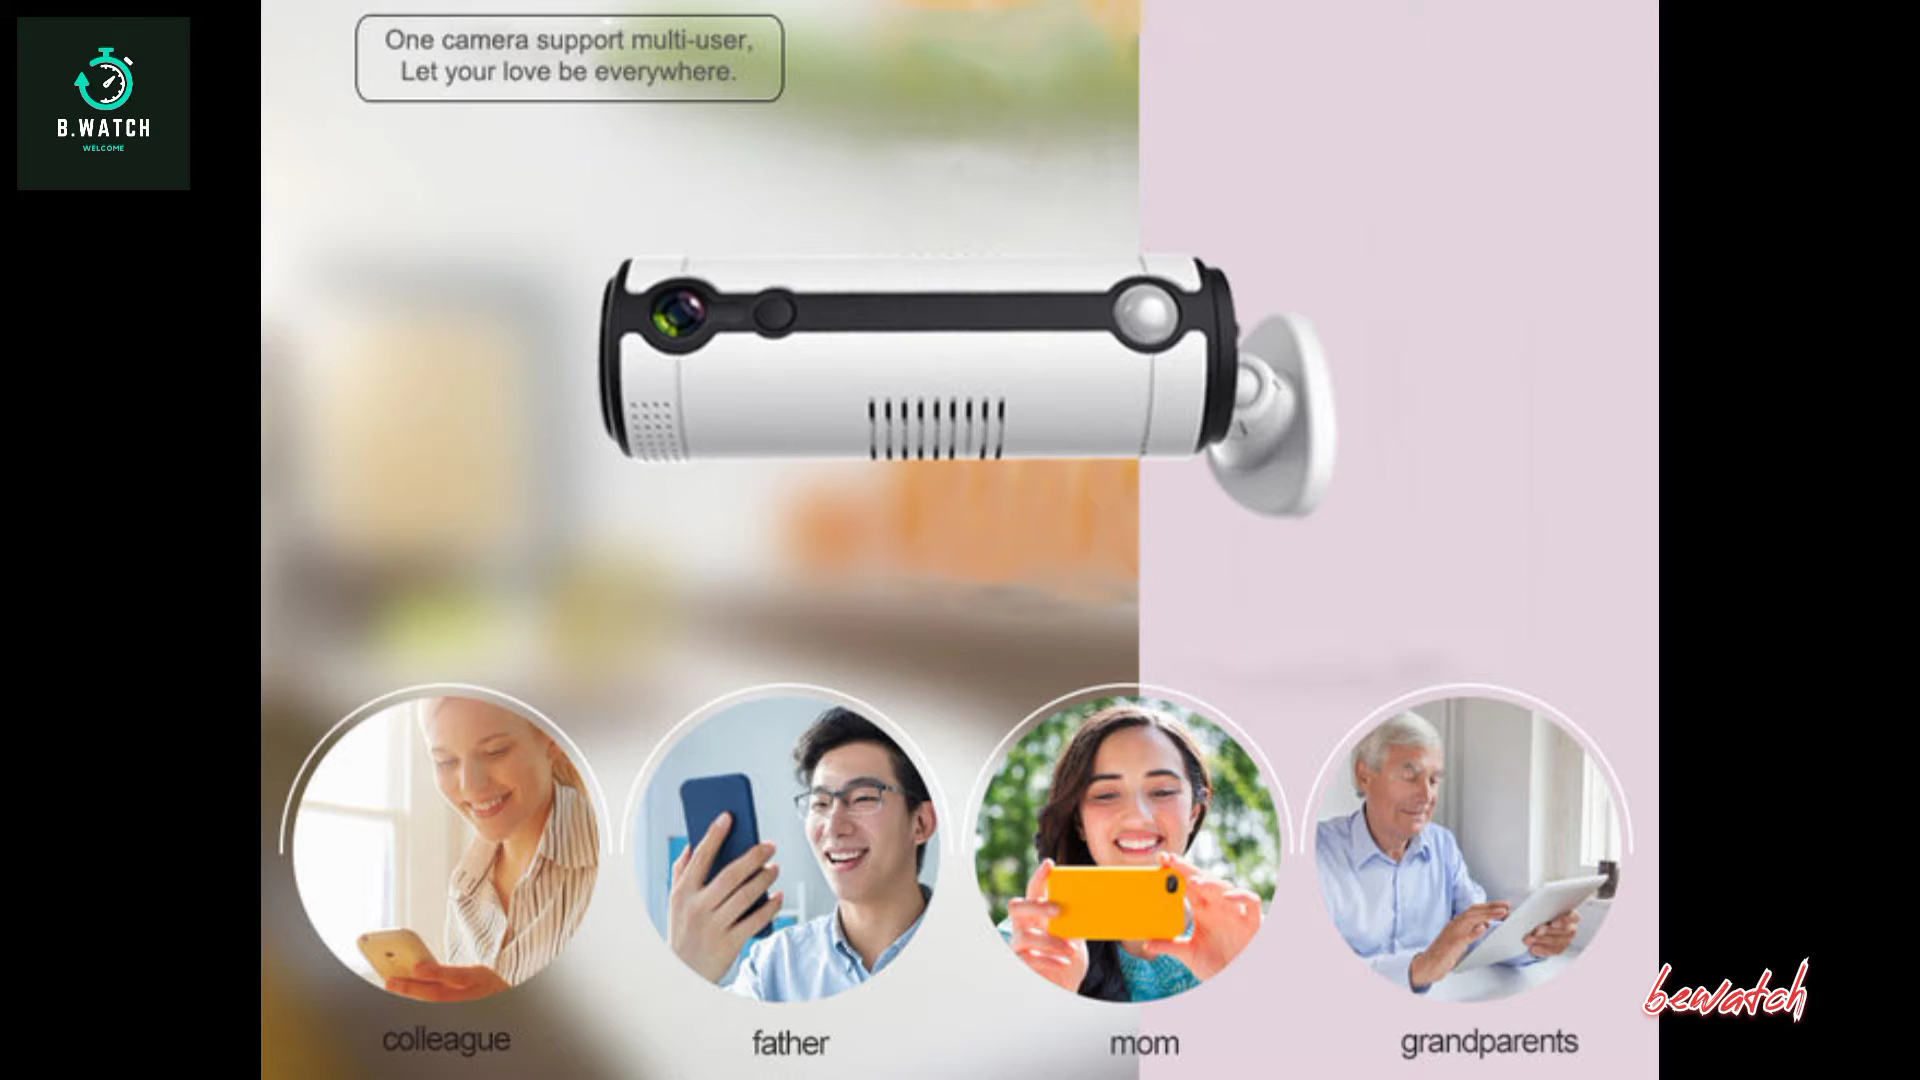 One camera support multi-user,
Let your love be everywhere.
B.WATCH
WELCOME
colleague
father
mom
grandparents
bewatch